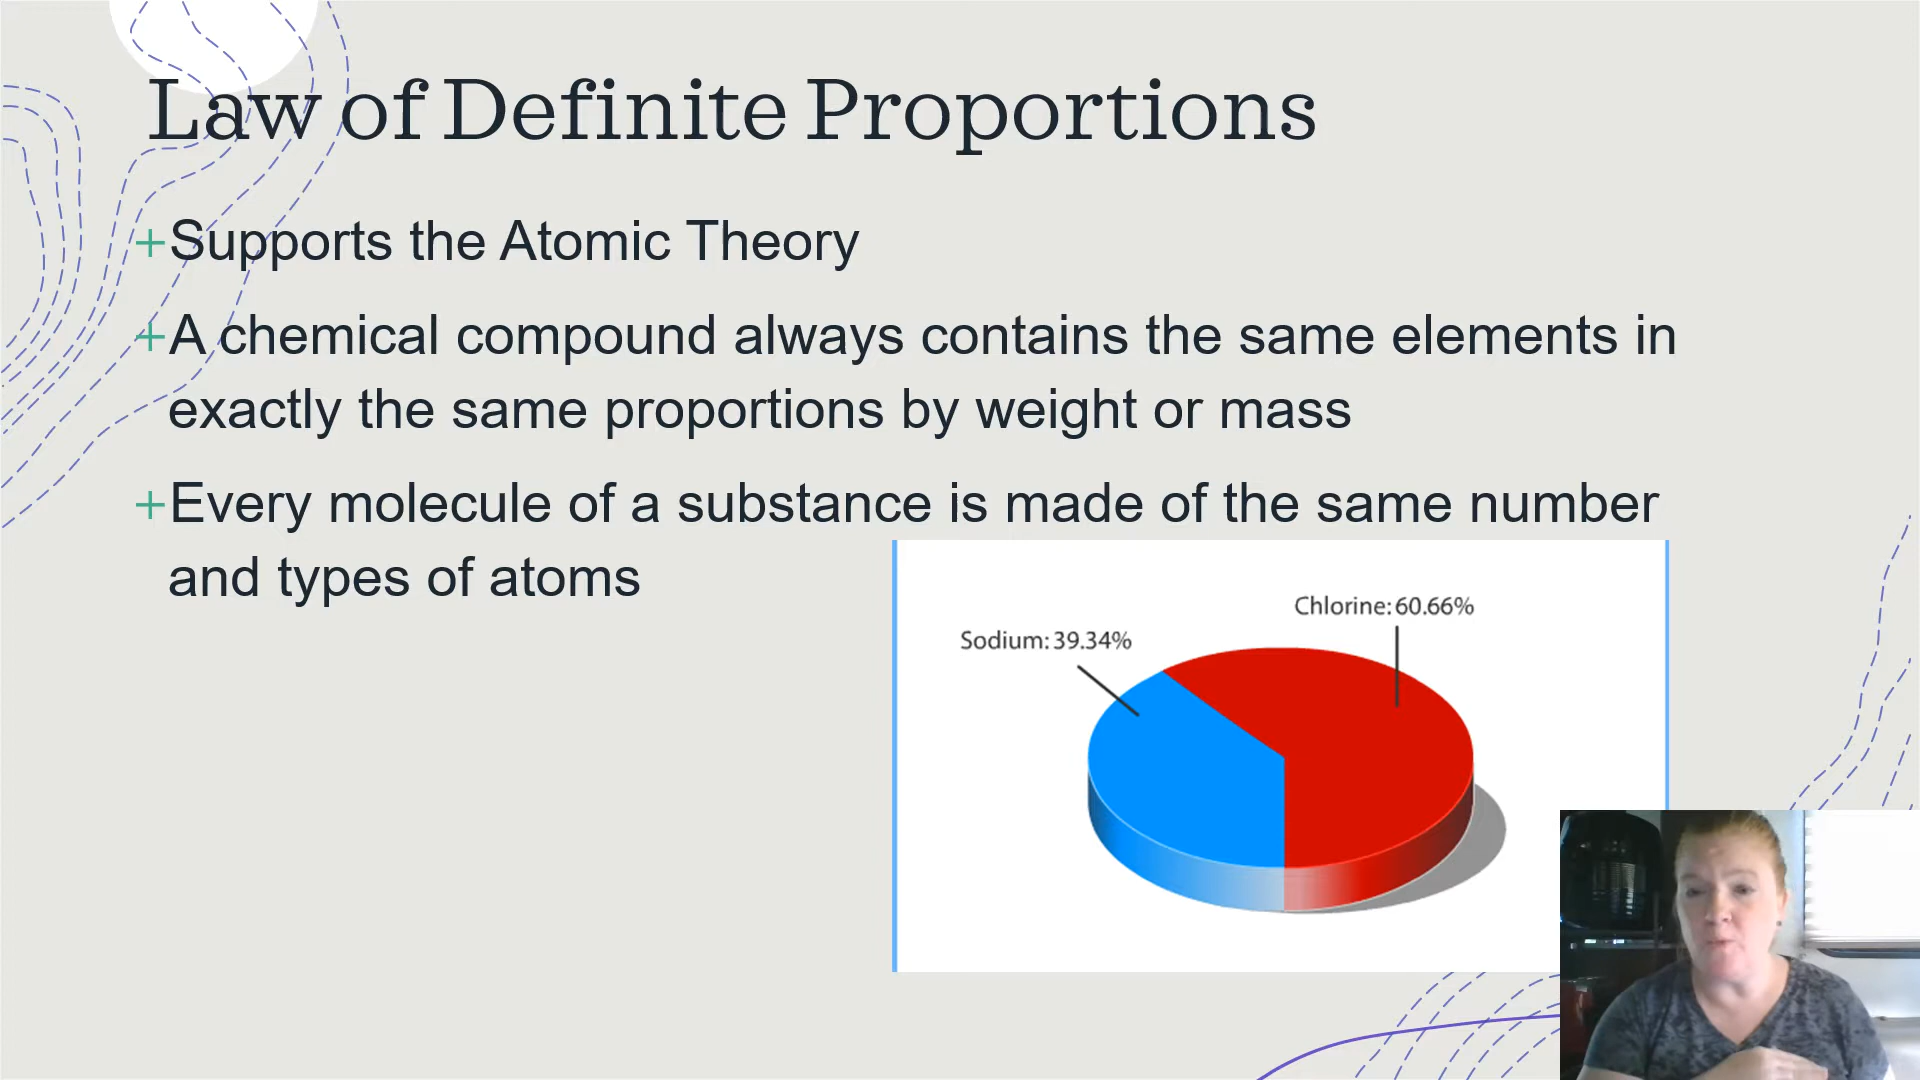 Law of Definite Proportions
+Supports the Atomic Theory
+A chemical compound always contains the same elements in
exactly the same proportions by weight or mass
+Every molecule of a substance is made of the same number
and types of atoms
Chlorine: 60.66%
Sodium: 39.34%